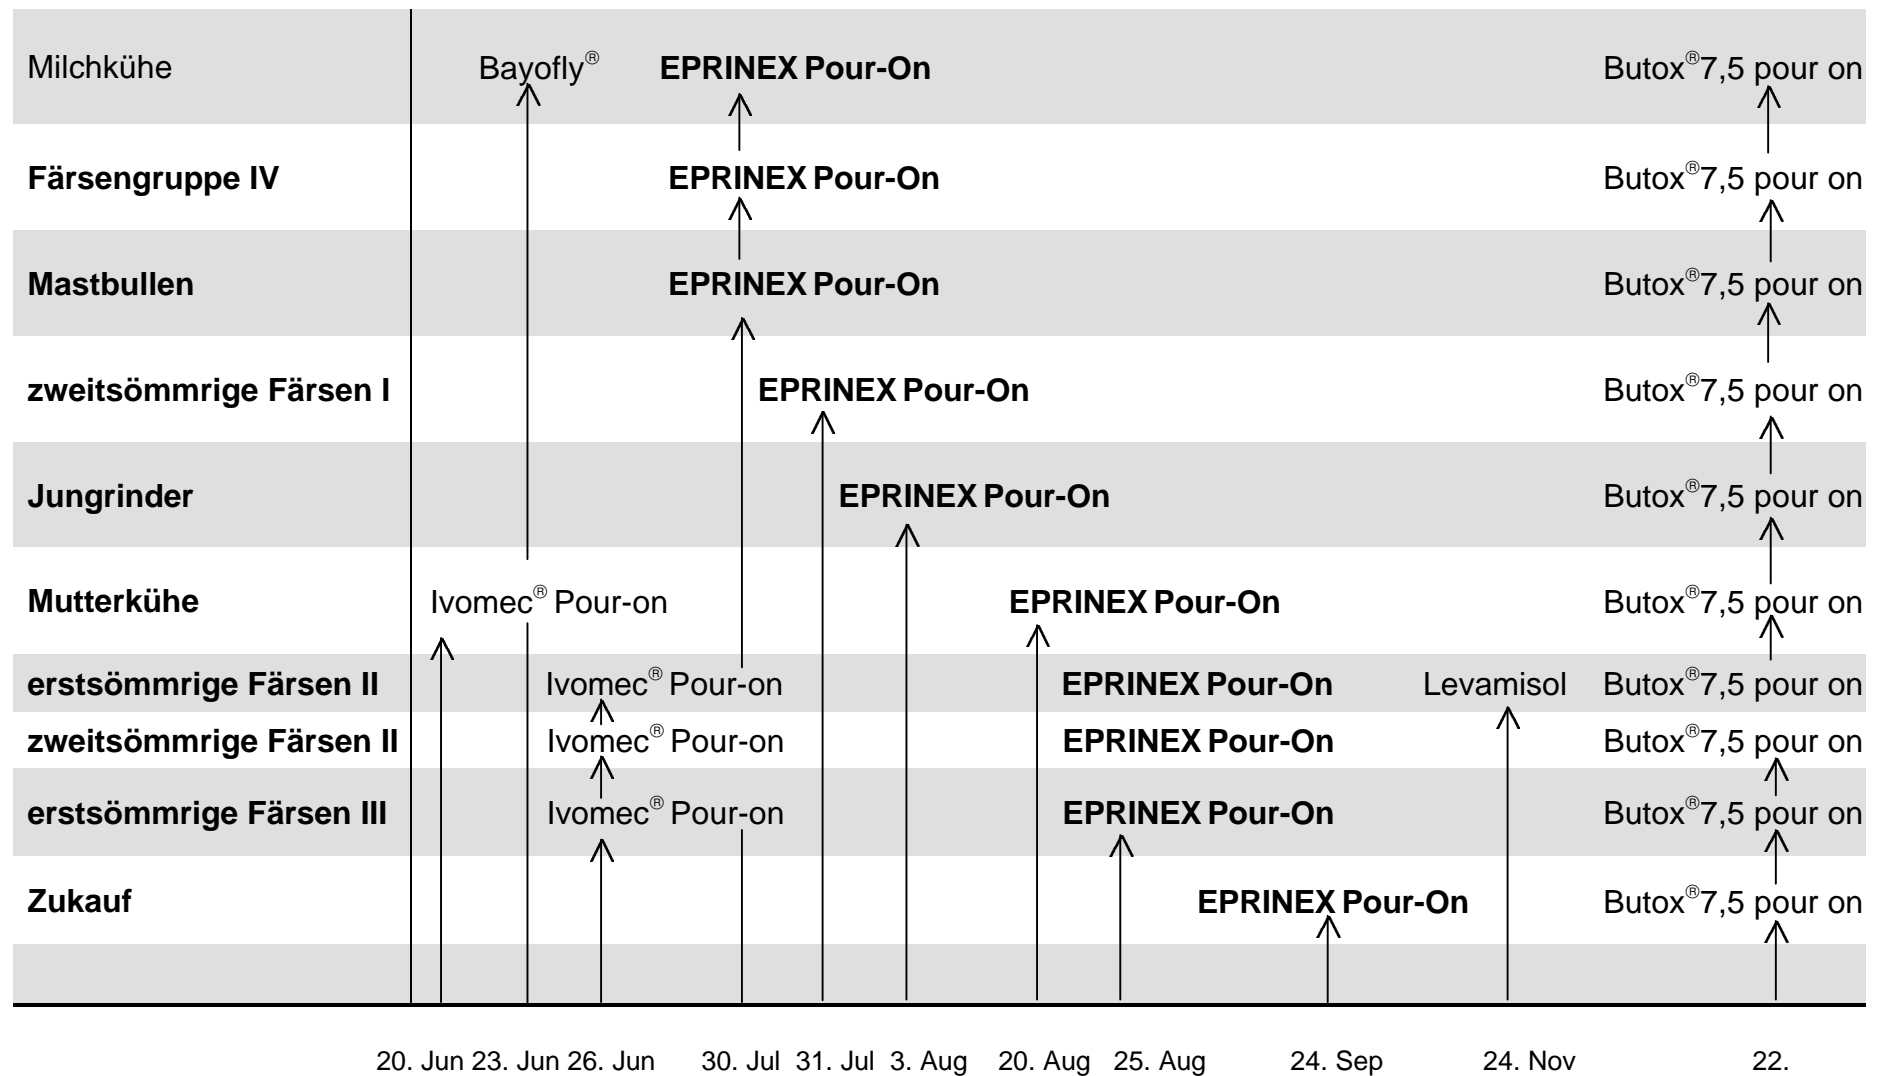 Milchkühe Bayofly® EPRINEX Pour-On Butox®7,5 pour on
Färsengruppe IV EPRINEX Pour-On Butox®7,5 pour on
Mastbullen EPRINEX Pour-On Butox®7,5 pour on
zweitsömmrige Färsen I EPRINEX Pour-On Butox®7,5 pour on
Jungrinder EPRINEX Pour-On Butox®7,5 pour on
Mutterkühe Ivomec® Pour-on EPRINEX Pour-On Butox®7,5 pour on
erstsömmrige Färsen II Ivomec® Pour-on EPRINEX Pour-On Levamisol Butox®7,5 pour on
zweitsömmrige Färsen II Ivomec® Pour-on EPRINEX Pour-On Butox®7,5 pour on
erstsömmrige Färsen III Ivomec® Pour-on EPRINEX Pour-On Butox®7,5 pour on
Zukauf EPRINEX Pour-On Butox®7,5 pour on
20. Jun 23. Jun 26. Jun 30. Jul 31. Jul 3. Aug 20. Aug 25. Aug 24. Sep 24. Nov 22.